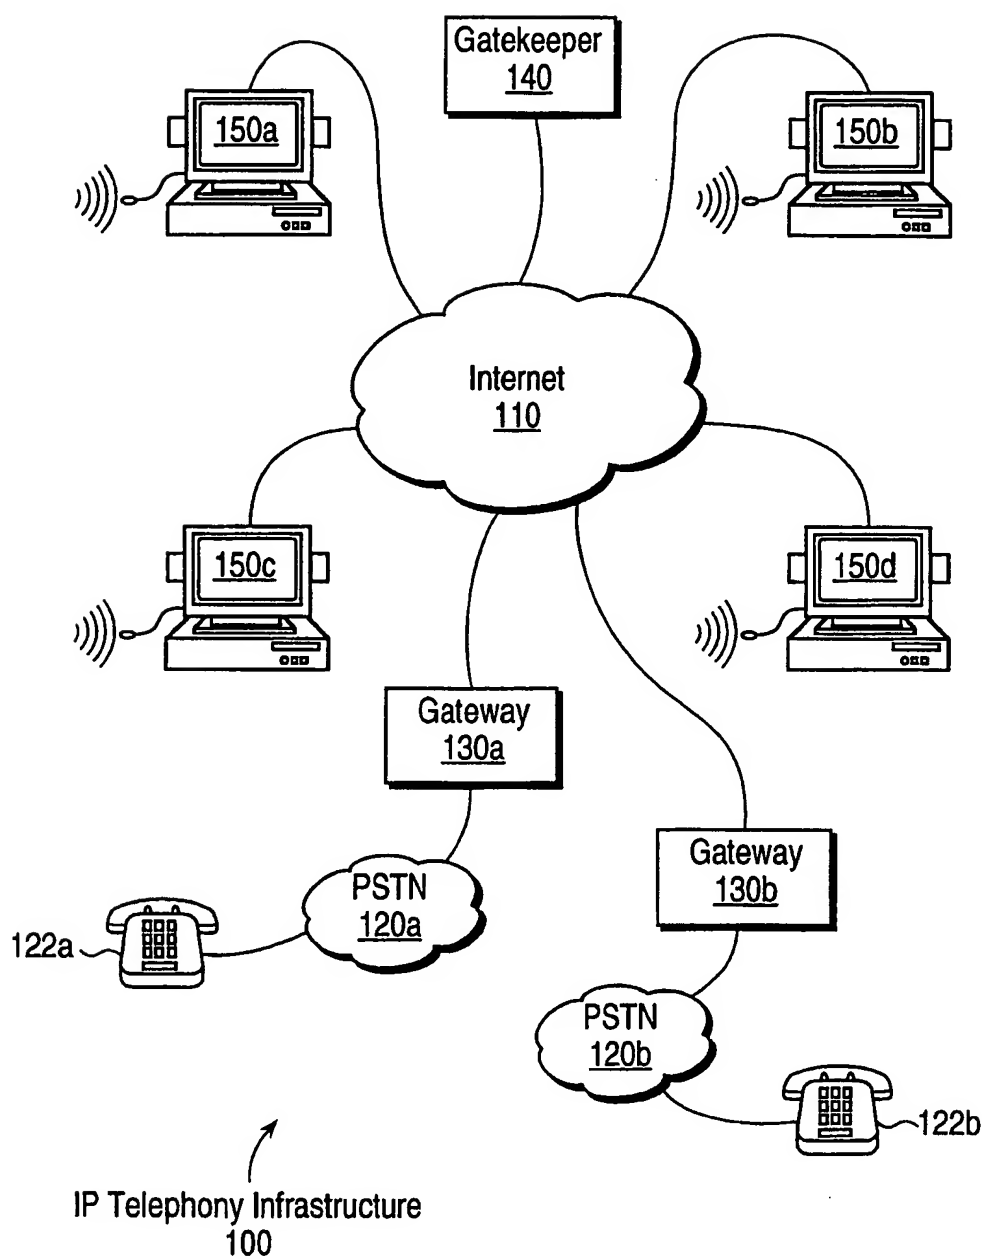 Gatekeeper
140
150a
150b
Internet
110
150c
150d
Gateway
130a
Gateway
130b
PSTN
120a
122a
PSTN
120b
122b
IP Telephony Infrastructure
100